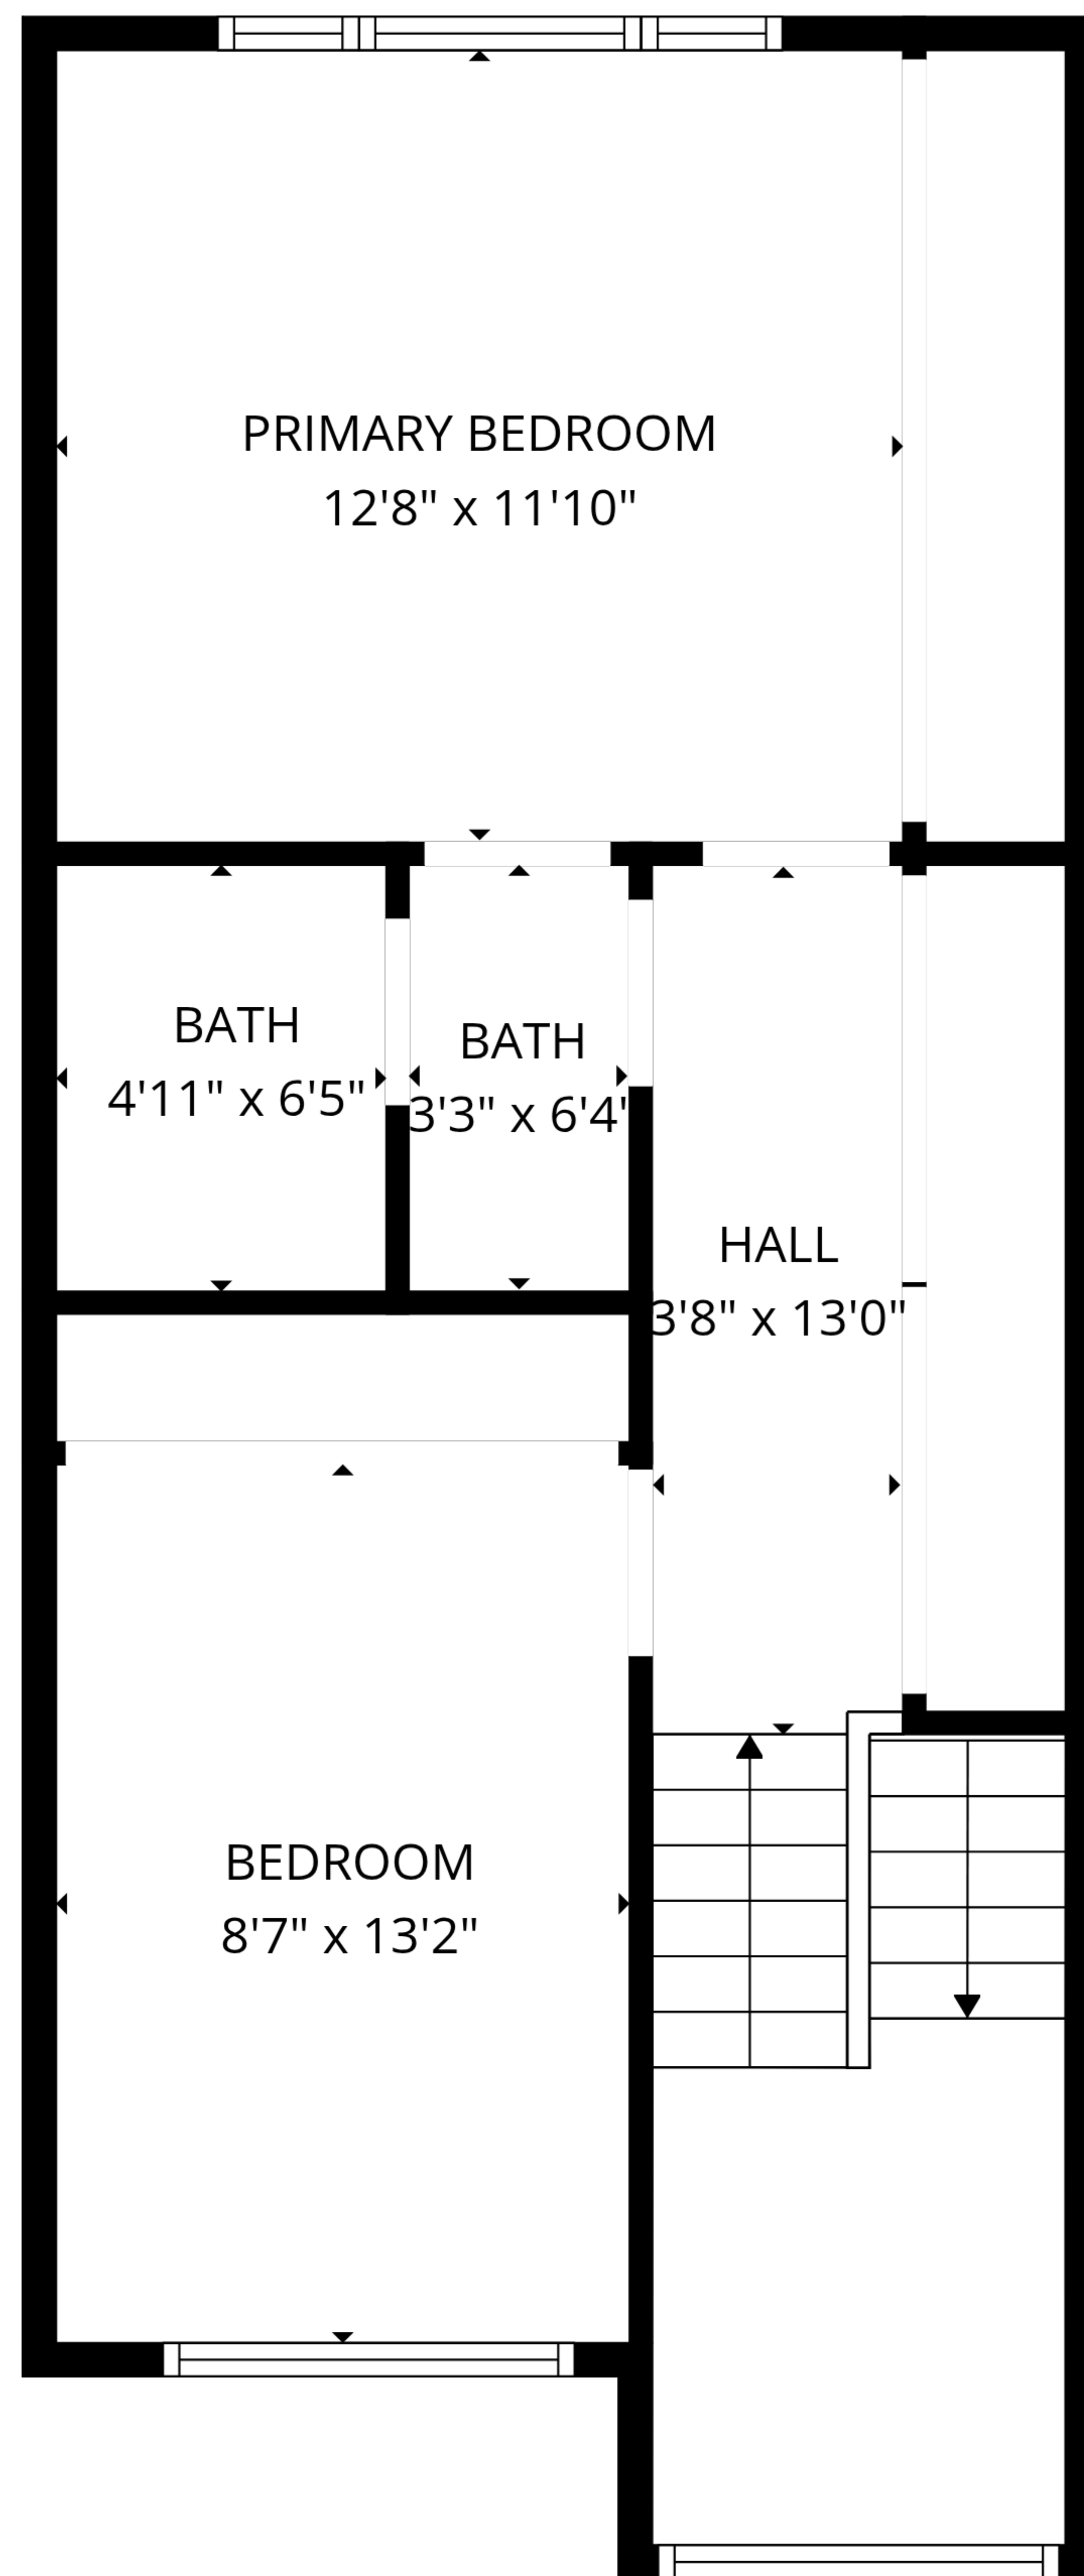 PRIMARY BEDROOM
12'8" x 11'10"
BATH
4'11" x 6'5"
BATH
3'3" x 6'4'
HALL
3'8" x 13'0"
BEDROOM
8'7" x 13'2"